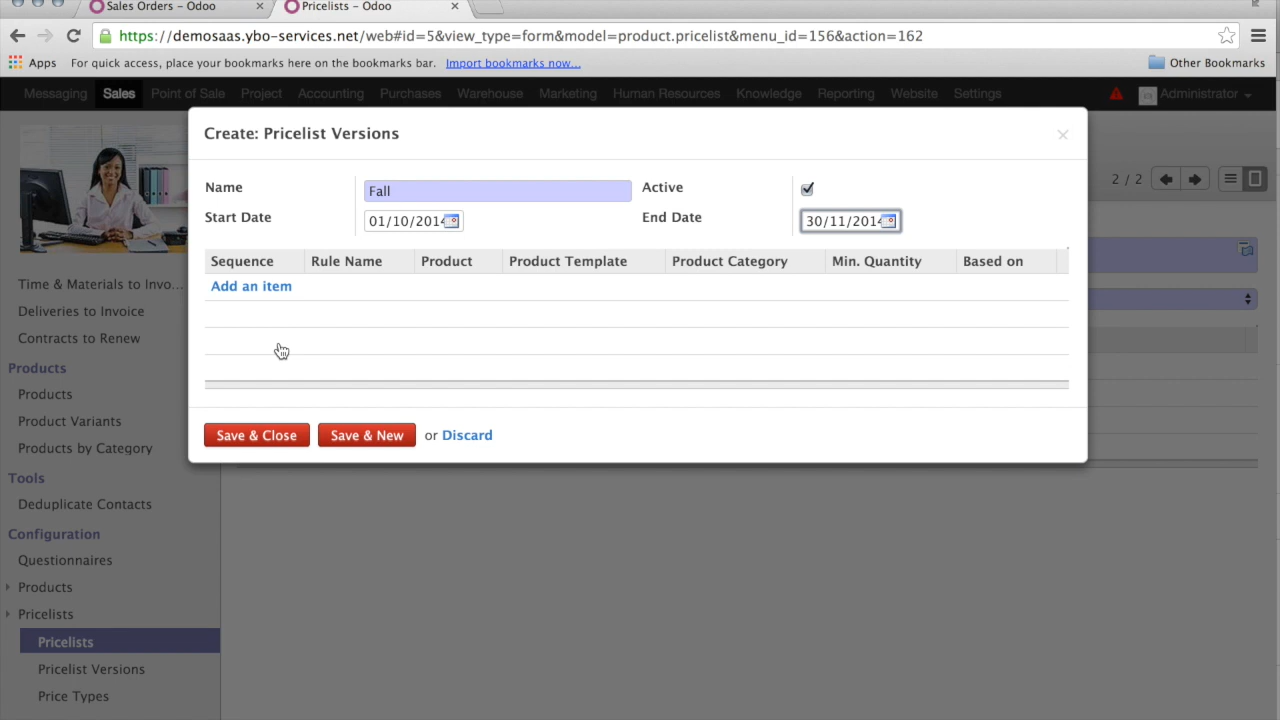 Sales Orders - Odoo
Pricelists - Odoo
https://demosaas.ybo-services.net/web#id=5&view_type=form&model=product.pricelist&menu_id=156&action=162
Apps For quick access, place your bookmarks here on the bookmarks bar. Import bookmarks now... Other Bookmarks
Messaging Sales Point of Sale Project Accounting Purchases Warehouse Marketing Human Resources Knowledge Reporting Website Settings Administrator
Create: Pricelist Versions
2 / 2
Name Fall Active
Start Date 01/10/2014 End Date 30/11/2014
Sequence Rule Name Product Product Template Product Category Min. Quantity Based on
Add an item
Save & Close Save & New or Discard
Time & Materials to Invo...
Deliveries to Invoice
Contracts to Renew
Products
Products
Product Variants
Products by Category
Tools
Deduplicate Contacts
Configuration
Questionnaires
Products
Pricelists
Pricelists
Pricelist Versions
Price Types